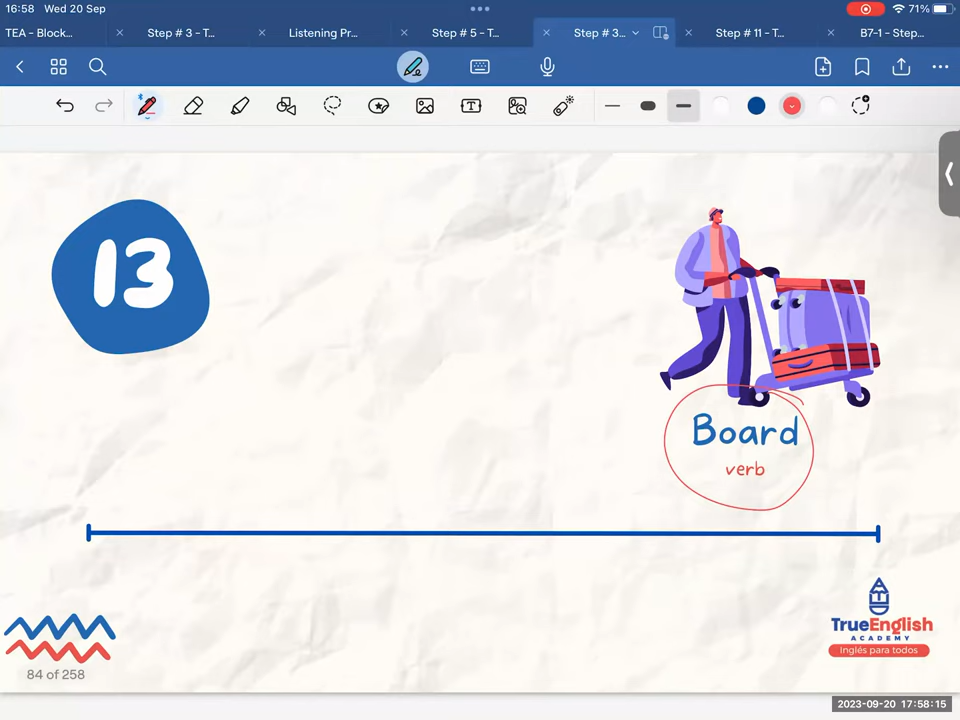 16:58 Wed 20 Sep
71%
TEA - Block...
Step # 3 - T...
Listening Pr...
Step # 5 - T...
Step # 3...
Step # 11 - T...
B7-1 - Step...
13
Board
verb
84 of 258
TrueEnglish
ACADEMY
Inglés para todos
2023-09-20 17:58:15